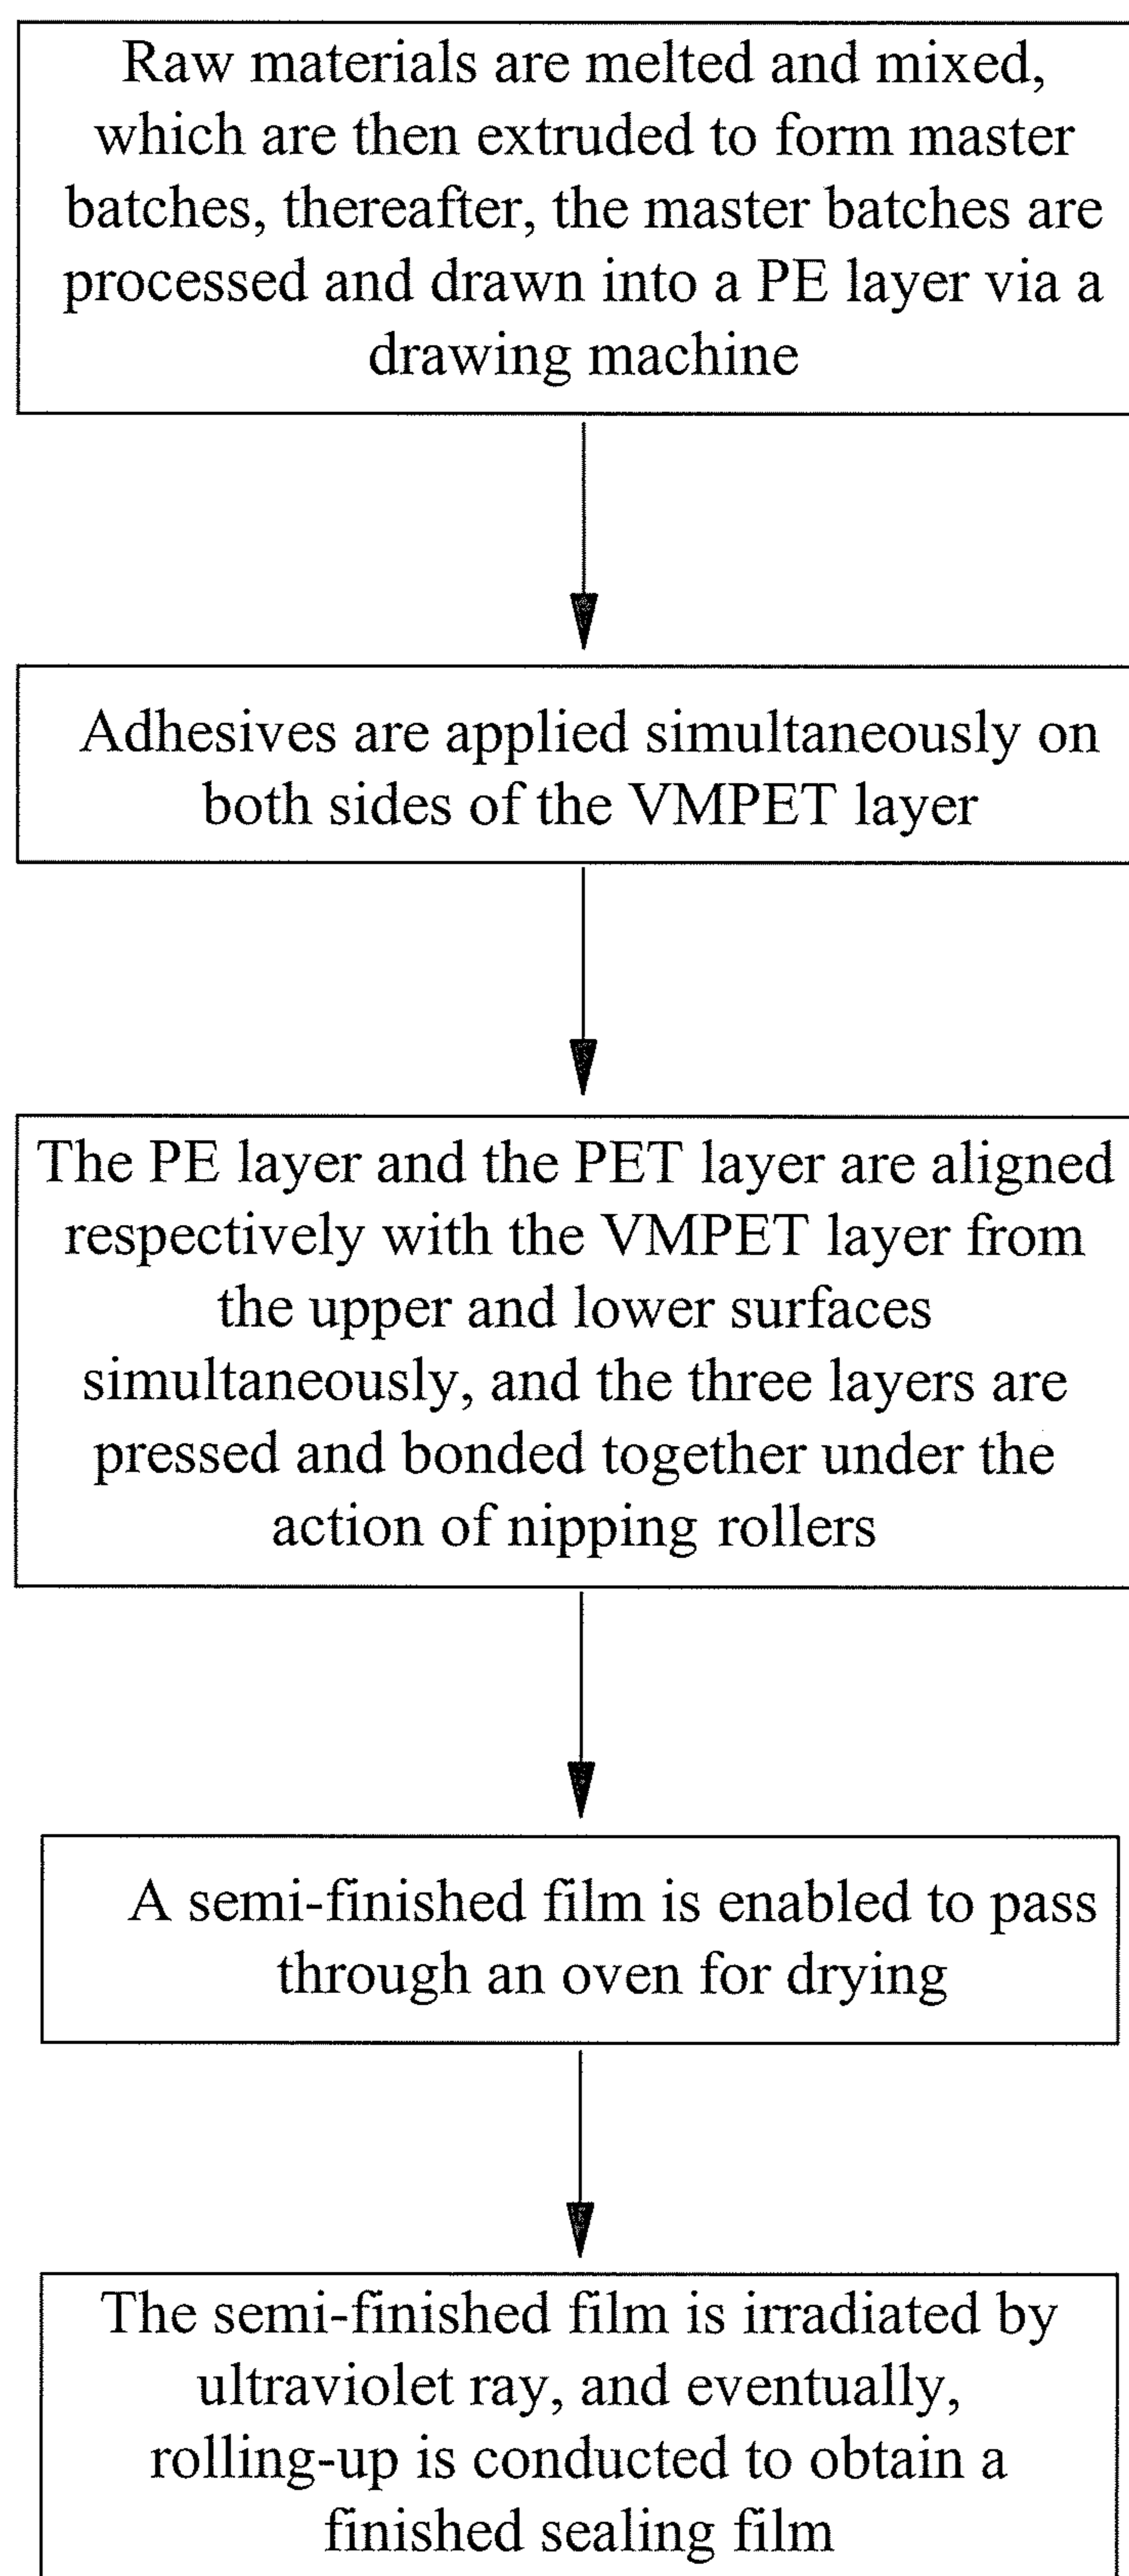 Raw materials are melted and mixed,
which are then extruded to form master
batches, thereafter, the master batches are
processed and drawn into a PE layer via a
drawing machine
Adhesives are applied simultaneously on
both sides of the VMPET layer
The PE layer and the PET layer are aligned
respectively with the VMPET layer from
the upper and lower surfaces
simultaneously, and the three layers are
pressed and bonded together under the
action of nipping rollers
A semi-finished film is enabled to pass
through an oven for drying
The semi-finished film is irradiated by
ultraviolet ray, and eventually,
rolling-up is conducted to obtain a
finished sealing film